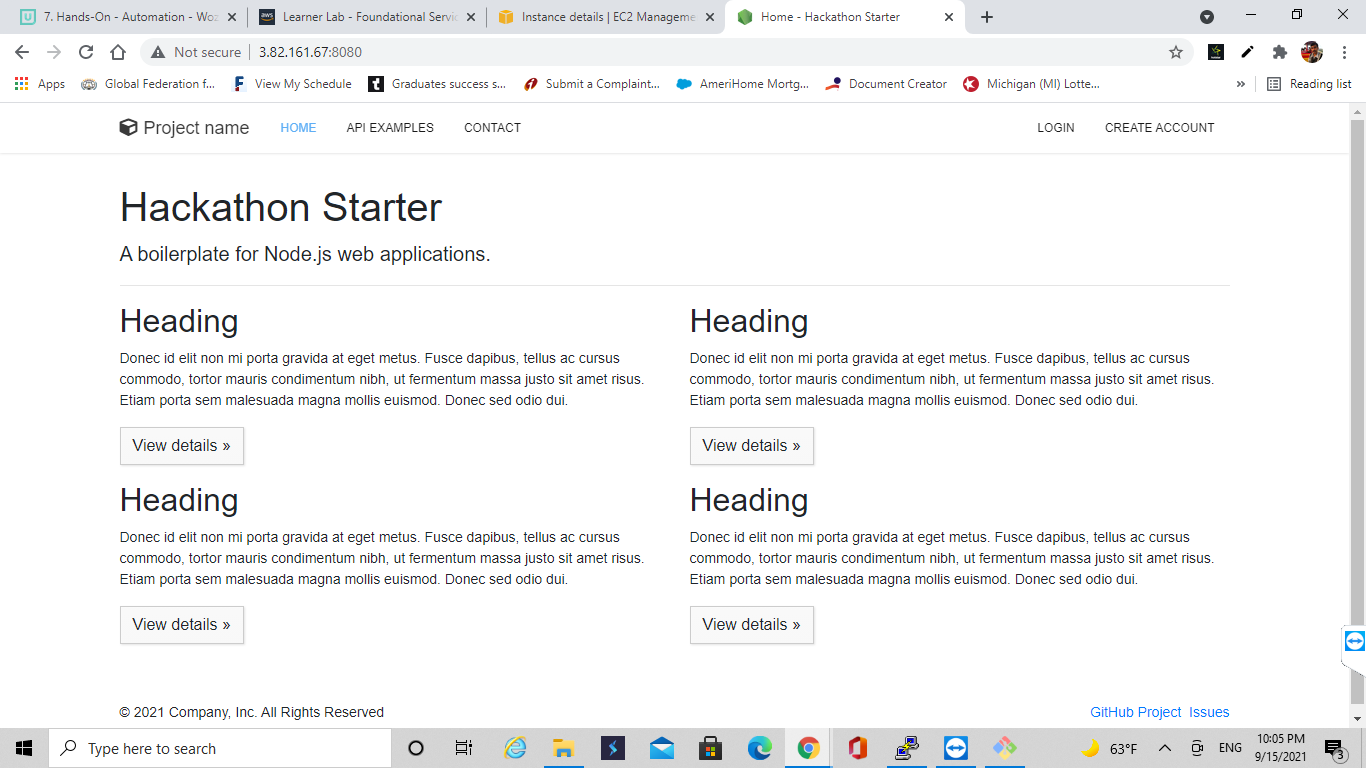 7. Hands-On - Automation - Woz
Learner Lab - Foundational Servic
Instance details | EC2 Manageme
Home - Hackathon Starter
Not secure
3.82.161.67:8080
Apps
Global Federation f...
View My Schedule
Graduates success s...
Submit a Complaint...
AmeriHome Mortg...
Document Creator
Michigan (MI) Lotte...
»
Reading list
Project name
HOME
API EXAMPLES
CONTACT
LOGIN
CREATE ACCOUNT
Hackathon Starter
A boilerplate for Node.js web applications.
Heading
Donec id elit non mi porta gravida at eget metus. Fusce dapibus, tellus ac cursus
commodo, tortor mauris condimentum nibh, ut fermentum massa justo sit amet risus.
Etiam porta sem malesuada magna mollis euismod. Donec sed odio dui.
View details »
Heading
Donec id elit non mi porta gravida at eget metus. Fusce dapibus, tellus ac cursus
commodo, tortor mauris condimentum nibh, ut fermentum massa justo sit amet risus.
Etiam porta sem malesuada magna mollis euismod. Donec sed odio dui.
View details »
Heading
Donec id elit non mi porta gravida at eget metus. Fusce dapibus, tellus ac cursus
commodo, tortor mauris condimentum nibh, ut fermentum massa justo sit amet risus.
Etiam porta sem malesuada magna mollis euismod. Donec sed odio dui.
View details »
Heading
Donec id elit non mi porta gravida at eget metus. Fusce dapibus, tellus ac cursus
commodo, tortor mauris condimentum nibh, ut fermentum massa justo sit amet risus.
Etiam porta sem malesuada magna mollis euismod. Donec sed odio dui.
View details »
© 2021 Company, Inc. All Rights Reserved
GitHub Project Issues
Type here to search
63°F
ENG
10:05 PM
9/15/2021
3